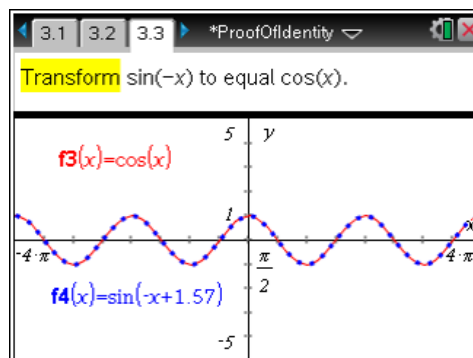 3.1 3.2 3.3 *ProofOfIdentity
Transform sin(-x) to equal cos(x).
5 y
f3(x)=cos(x)
1 x
-4·π π/2 4·π
f4(x)=sin(-x+1.57)
-5